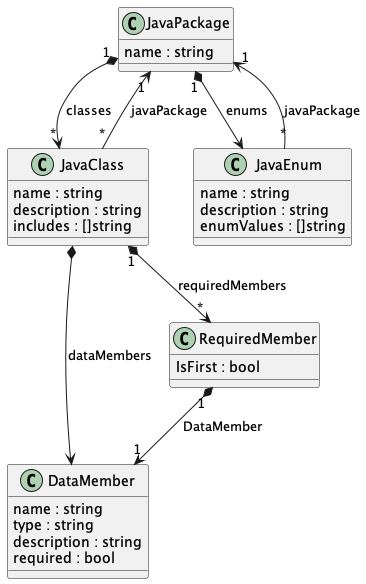 C JavaPackage
name : string
1
1
1
1
classes
javaPackage
enums
javaPackage
*
*
*
C JavaClass
name : string
description : string
includes : []string
C JavaEnum
name : string
description : string
enumValues : []string
1
requiredMembers
*
dataMembers
C RequiredMember
IsFirst : bool
1
DataMember
1
C DataMember
name : string
type : string
description : string
required : bool